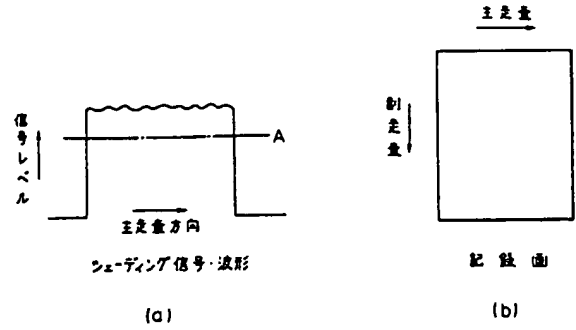 主走査
副走査
信号レベル
A
主走査方向
シェーディング信号・波形
記録画
(a)
(b)